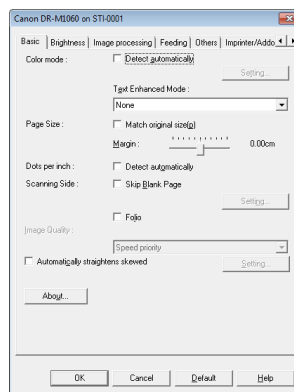 Canon DR-M1060 on STI-0001
Basic Brightness Image processing Feeding Others Imprinter/Addo
Color mode : Detect automatically
Setting...
Text Enhanced Mode :
None
Page Size : Match original size(o)
Margin : 0.00cm
Dots per inch : Detect automatically
Scanning Side : Skip Blank Page
Setting...
Folio
Image Quality :
Speed priority
Automatically straightens skewed Setting...
About...
OK Cancel Default Help